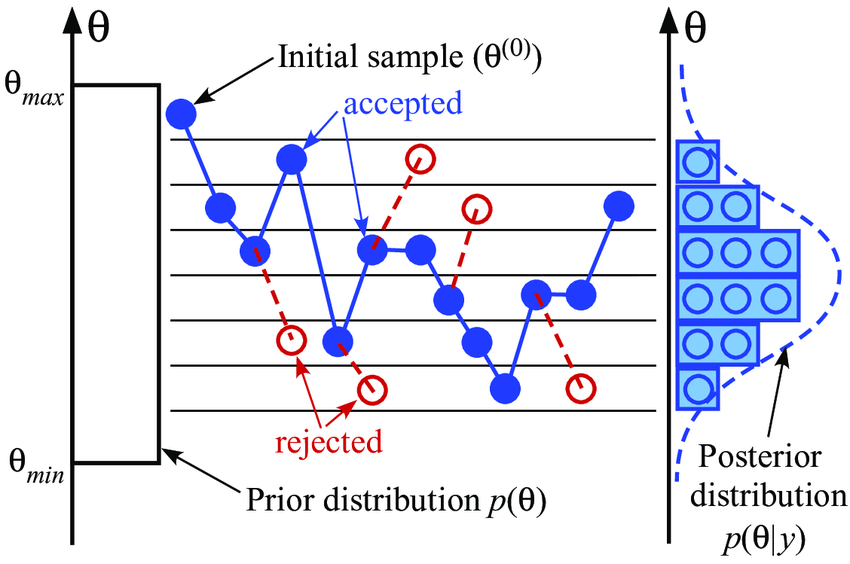 θ
θ
Initial sample (θ⁽⁰⁾)
θmax
accepted
rejected
θmin
Prior distribution p(θ)
Posterior
distribution
p(θ|y)